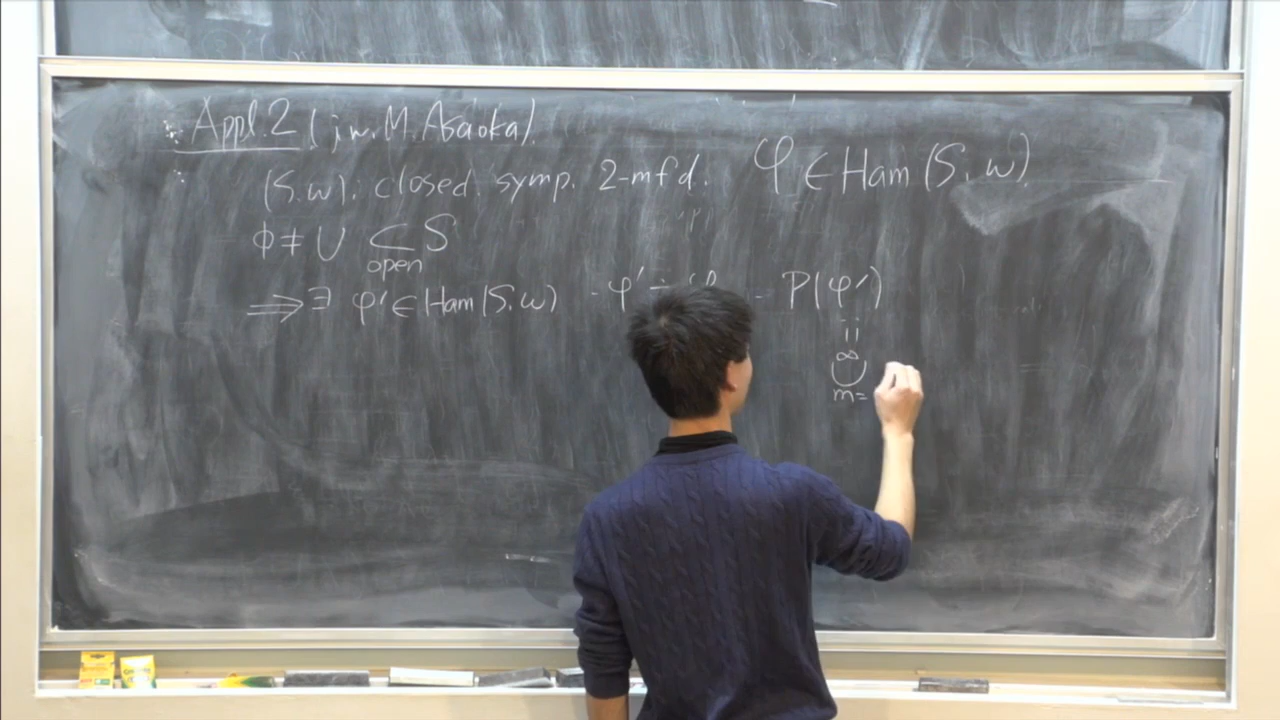 Appl. 2 (j.w. M. Asaoka).
(S.ω): closed. symp. 2-mfd. φ ∈ Ham(S.ω)
Φ ≠ U ⊂ S
open
⟹ ∃ φ' ∈ Ham(S.ω) - φ' ≑ φ - P(φ')
||
∞
∪
m=